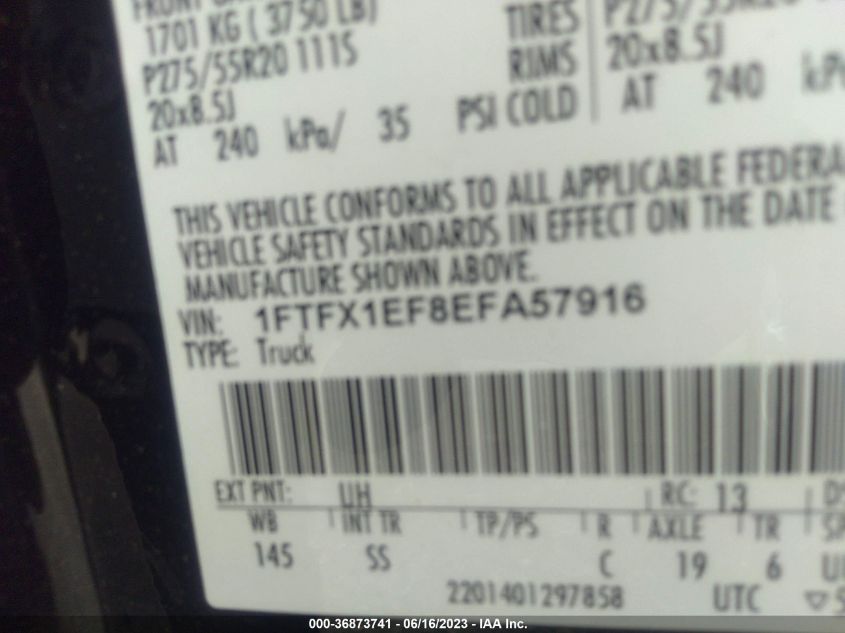 1701 KG ( 3750 LB)
P275/55R20 111S
20x8.5J
AT 240 kPa/ 35 PSI COLD
TIRES
RIMS
20x8.5J
AT 240
THIS VEHICLE CONFORMS TO ALL APPLICABLE FEDERA
VEHICLE SAFETY STANDARDS IN EFFECT ON THE DATE
MANUFACTURE SHOWN ABOVE.
VIN: 1FTFX1EF8EFA57916
TYPE: Truck
EXT PNT: UH RC: 13
WB INT TR TP/PS R AXLE TR
145 SS C 19 6
2201401297858 UTC
000-36873741 - 06/16/2023 - IAA Inc.